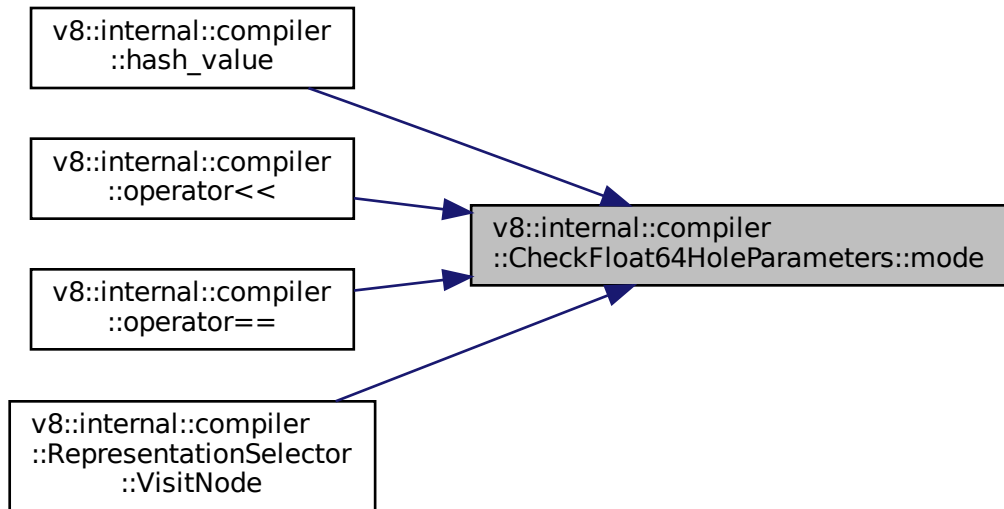 v8::internal::compiler
::hash_value
v8::internal::compiler
::operator<<
v8::internal::compiler
::CheckFloat64HoleParameters::mode
v8::internal::compiler
::operator==
v8::internal::compiler
::RepresentationSelector
::VisitNode